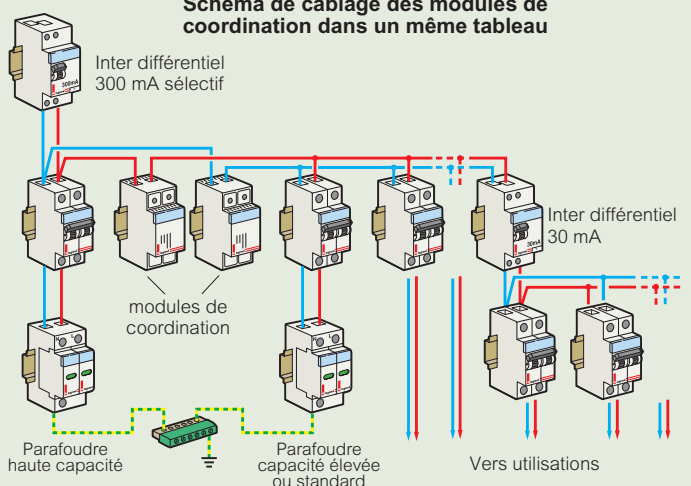 Schéma de câblage des modules de
coordination dans un même tableau
Inter différentiel
300 mA sélectif
300mA
Inter différentiel
30 mA
30mA
modules de
coordination
N L
N L
Parafoudre
haute capacité
Parafoudre
capacité élevée
ou standard
Vers utilisations